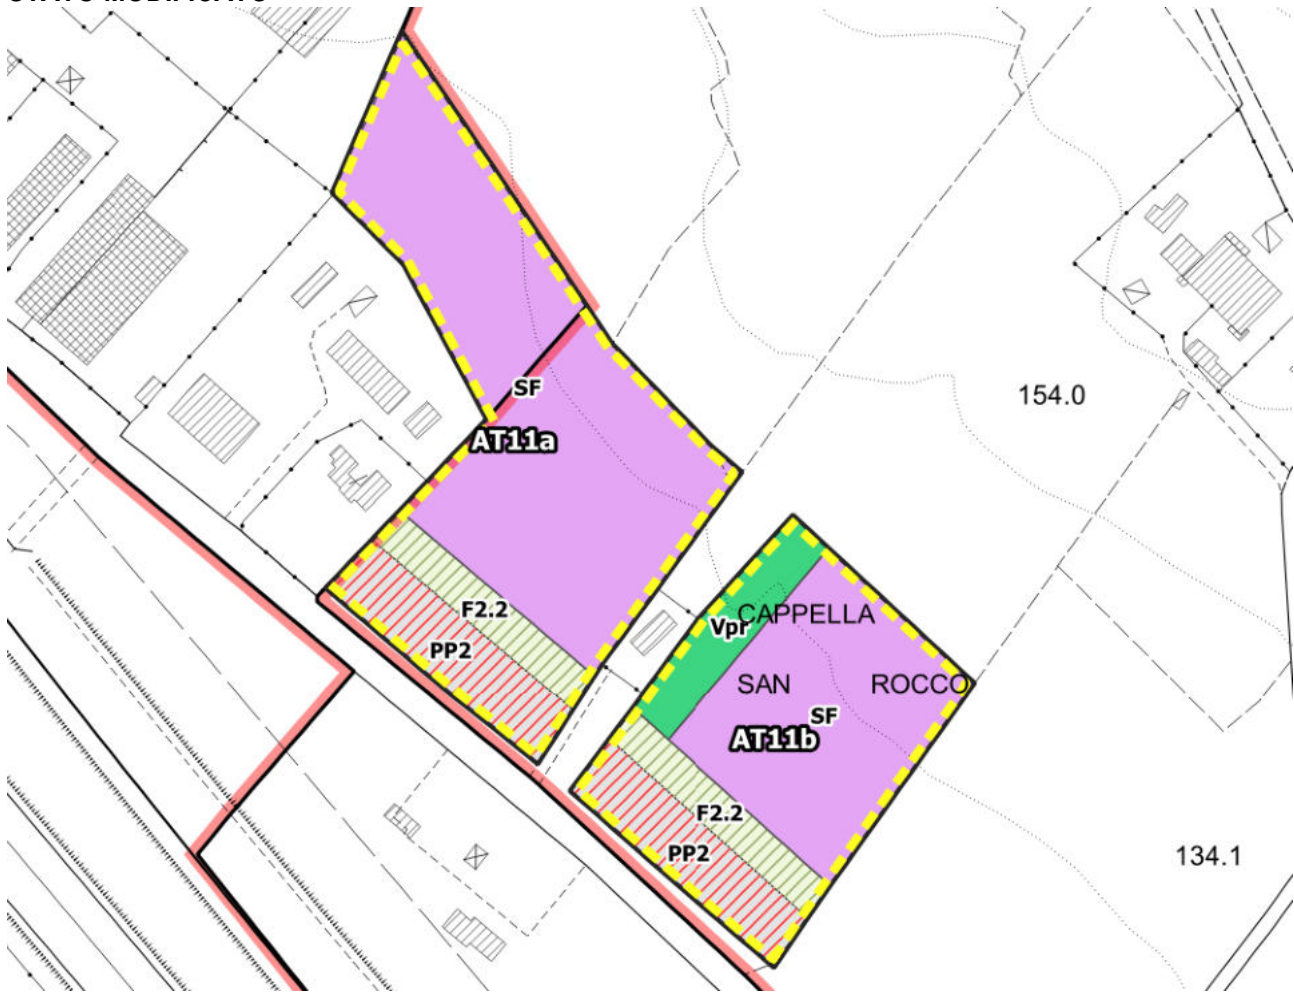 SF
AT11a
154.0
F2.2
PP2
Vpr
CAPPELLA
SAN ROCCO
SF
AT11b
F2.2
PP2
134.1